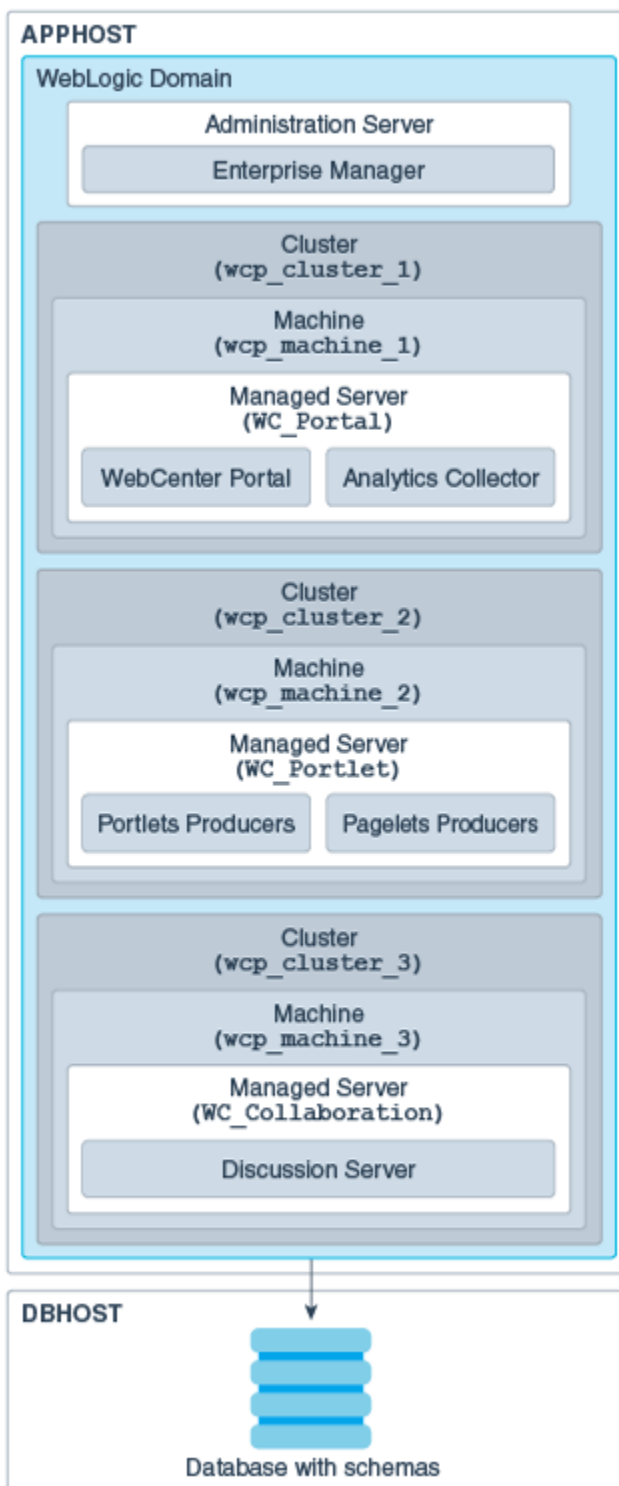 APPHOST
WebLogic Domain
Administration Server
Enterprise Manager
Cluster
(wcp_cluster_1)
Machine
(wcp_machine_1)
Managed Server
(WC_Portal)
WebCenter Portal
Analytics Collector
Cluster
(wcp_cluster_2)
Machine
(wcp_machine_2)
Managed Server
(WC_Portlet)
Portlets Producers
Pagelets Producers
Cluster
(wcp_cluster_3)
Machine
(wcp_machine_3)
Managed Server
(WC_Collaboration)
Discussion Server
DBHOST
Database with schemas